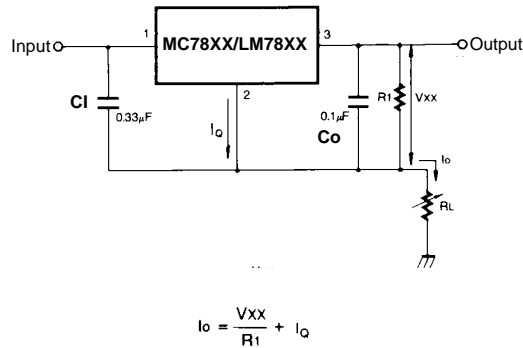 Input
1
MC78XX/LM78XX
3
Output
2
CI
0.33µF
IQ
0.1µF
Co
R1
VXX
Io
RL
Io = VXX / R1 + IQ